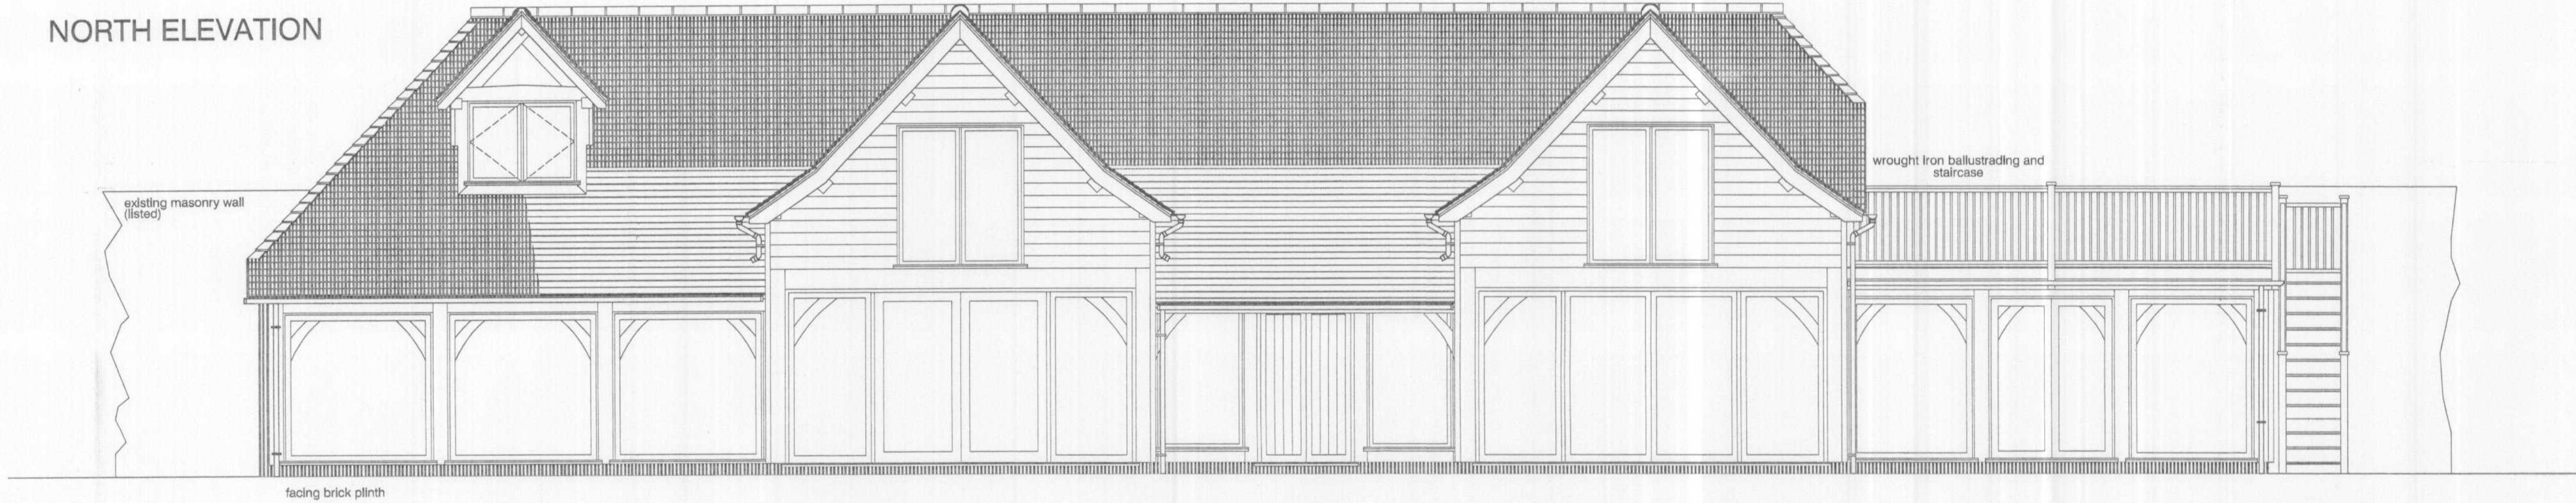 NORTH ELEVATION
existing masonry wall
(listed)
wrought iron ballustrading and
staircase
facing brick plinth